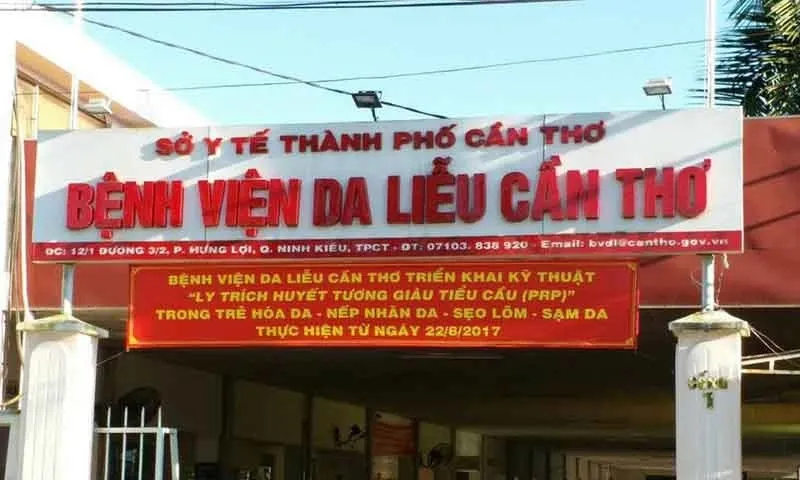 SỞ Y TẾ THÀNH PHỐ CẦN THƠ
BỆNH VIỆN DA LIỄU CẦN THƠ
ĐC: 12/1 ĐƯỜNG 3/2, P. HƯNG LỢI, Q. NINH KIỀU, TPCT - ĐT: 07103. 838 920 - Email: bvdl@cantho.gov.vn
BỆNH VIỆN DA LIỄU CẦN THƠ TRIỂN KHAI KỸ THUẬT
"LY TRÍCH HUYẾT TƯƠNG GIÀU TIỂU CẦU (PRP)"
TRONG TRẺ HÓA DA - NẾP NHĂN DA - SẸO LÕM - SẠM DA
THỰC HIỆN TỪ NGÀY 22/8/2017